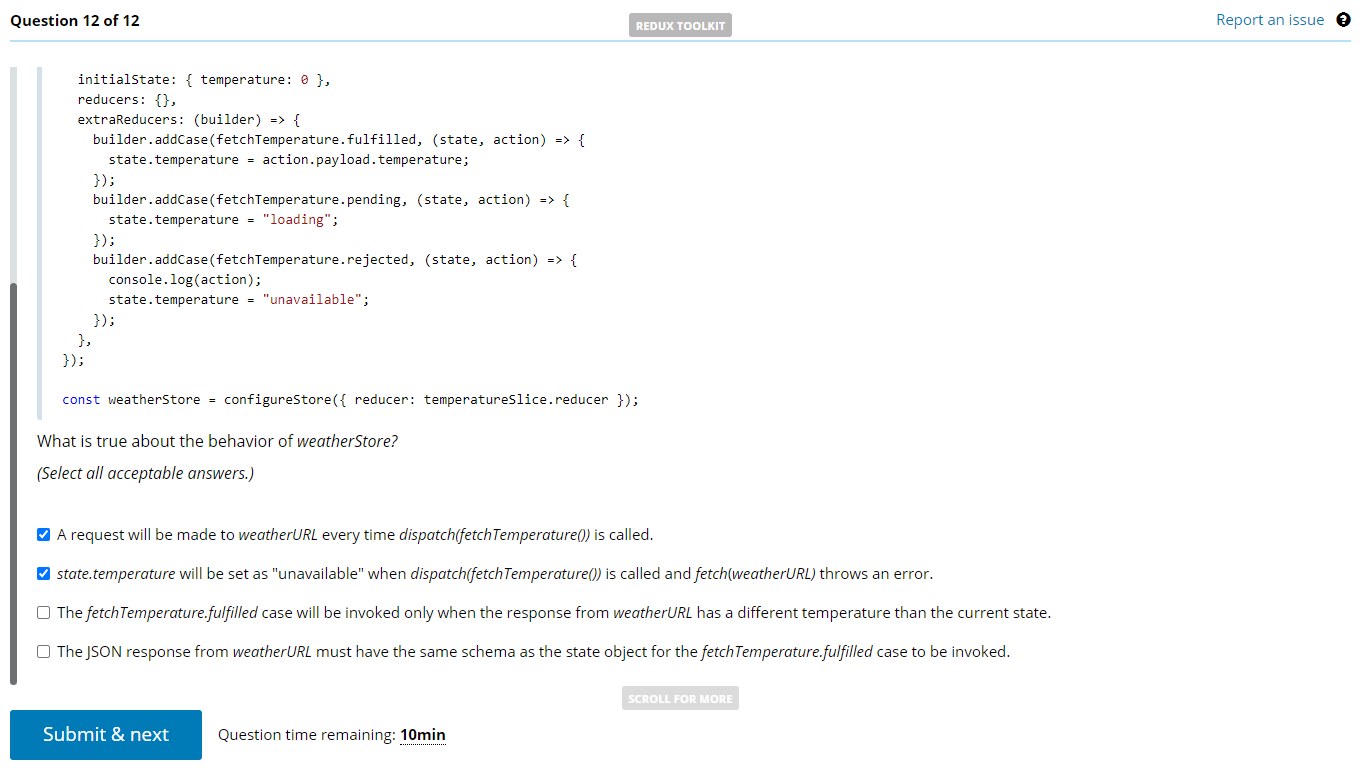 Question 12 of 12
REDUX TOOLKIT
Report an issue ?
initialState: { temperature: 0 },
reducers: {},
extraReducers: (builder) => {
builder.addCase(fetchTemperature.fulfilled, (state, action) => {
state.temperature = action.payload.temperature;
});
builder.addCase(fetchTemperature.pending, (state, action) => {
state.temperature = "loading";
});
builder.addCase(fetchTemperature.rejected, (state, action) => {
console.log(action);
state.temperature = "unavailable";
});
},
});
const weatherStore = configureStore({ reducer: temperatureSlice.reducer });
What is true about the behavior of weatherStore?
(Select all acceptable answers.)
A request will be made to weatherURL every time dispatch(fetchTemperature()) is called.
state.temperature will be set as "unavailable" when dispatch(fetchTemperature()) is called and fetch(weatherURL) throws an error.
The fetchTemperature.fulfilled case will be invoked only when the response from weatherURL has a different temperature than the current state.
The JSON response from weatherURL must have the same schema as the state object for the fetchTemperature.fulfilled case to be invoked.
SCROLL FOR MORE
Submit & next
Question time remaining: 10min